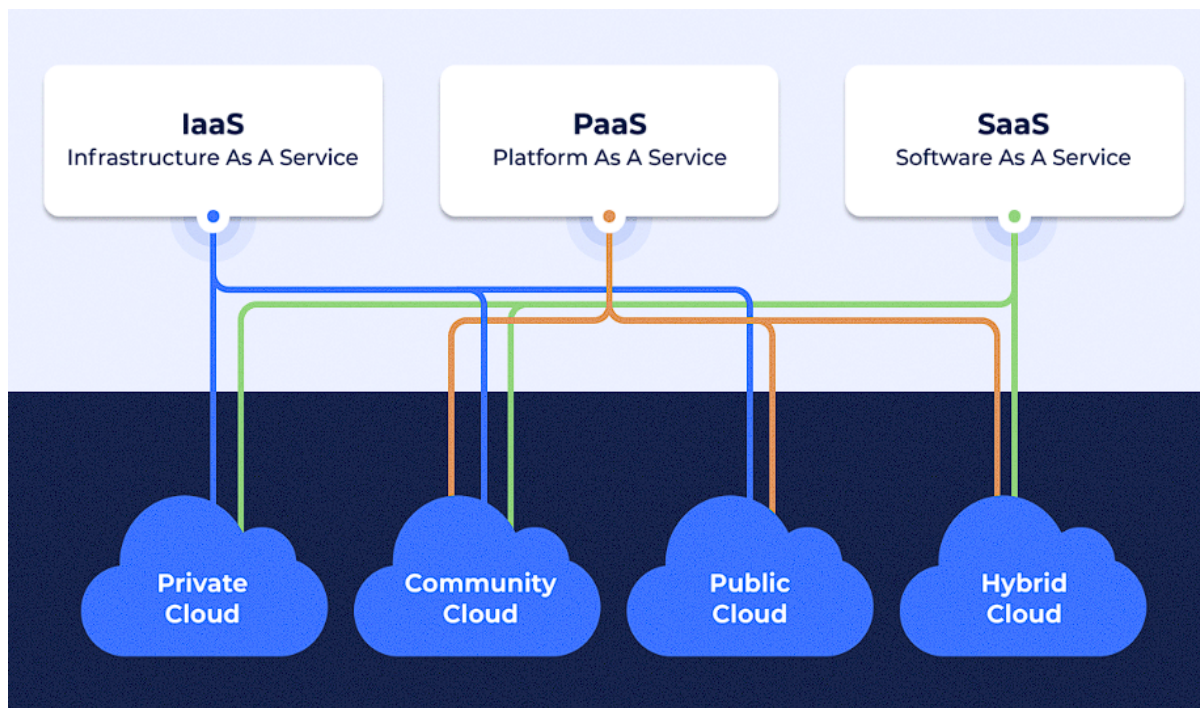 IaaS
Infrastructure As A Service
PaaS
Platform As A Service
SaaS
Software As A Service
Private
Cloud
Community
Cloud
Public
Cloud
Hybrid
Cloud